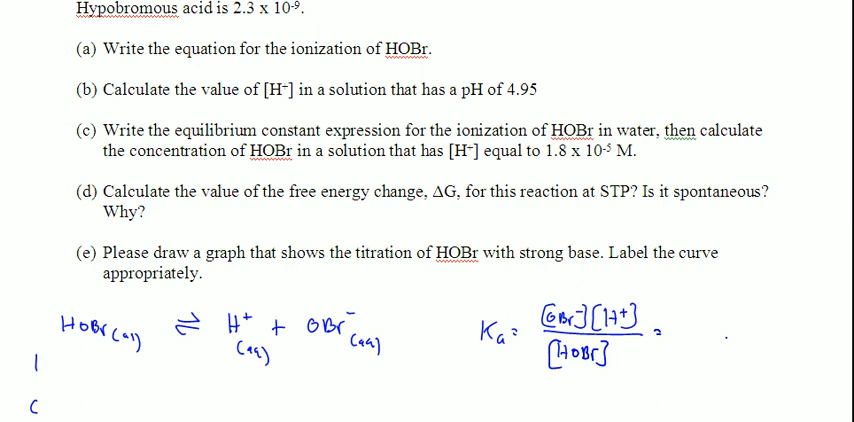 Hypobromous acid is 2.3 x 10⁻⁹.
(a) Write the equation for the ionization of HOBr.
(b) Calculate the value of [H⁺] in a solution that has a pH of 4.95
(c) Write the equilibrium constant expression for the ionization of HOBr in water, then calculate
the concentration of HOBr in a solution that has [H⁺] equal to 1.8 x 10⁻⁵ M.
(d) Calculate the value of the free energy change, ΔG, for this reaction at STP? Is it spontaneous?
Why?
(e) Please draw a graph that shows the titration of HOBr with strong base. Label the curve
appropriately.
HOBr(aq) ⇌ H⁺(aq) + OBr⁻(aq) Ka = [OBr⁻][H⁺] / [HOBr] =
I
C